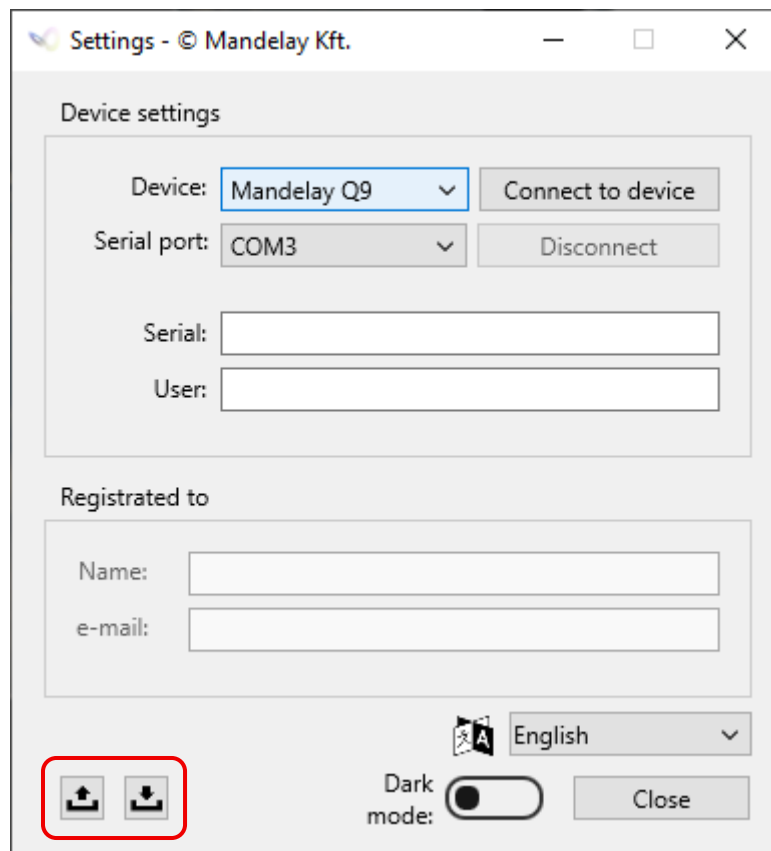 Settings - © Mandelay Kft.
Device settings
Device: Mandelay Q9 Connect to device
Serial port: COM3 Disconnect
Serial:
User:
Registrated to
Name:
e-mail:
English
Dark
mode:
Close